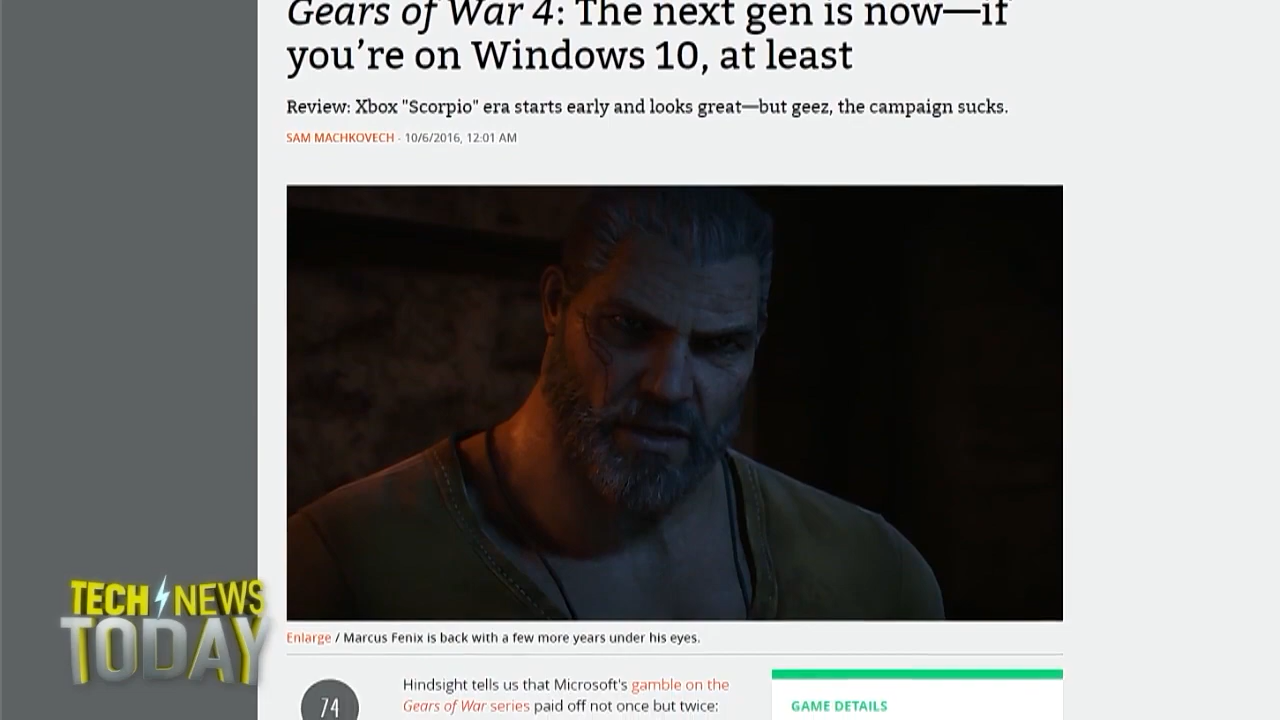 Gears of War 4: The next gen is now—if
you’re on Windows 10, at least
Review: Xbox "Scorpio" era starts early and looks great—but geez, the campaign sucks.
SAM MACHKOVECH - 10/6/2016, 12:01 AM
TECH NEWS
TODAY
Enlarge / Marcus Fenix is back with a few more years under his eyes.
74
Hindsight tells us that Microsoft's gamble on the
Gears of War series paid off not once but twice:
GAME DETAILS